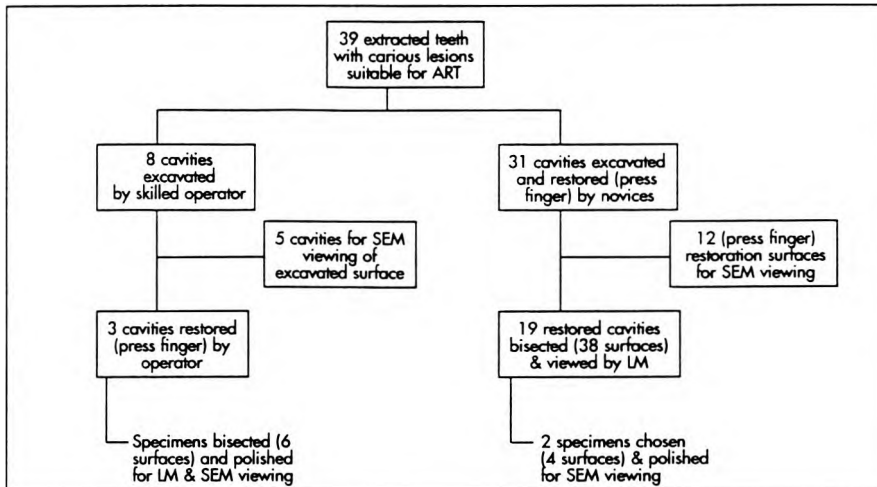 39 extracted teeth
with carious lesions
suitable for ART
8 cavities
excavated
by skilled operator
31 cavities excavated
and restored (press
finger) by novices
5 cavities for SEM
viewing of
excavated surface
12 (press finger)
restoration surfaces
for SEM viewing
3 cavities restored
(press finger) by
operator
19 restored cavities
bisected (38 surfaces)
& viewed by LM
Specimens bisected (6
surfaces) and polished
for LM & SEM viewing
2 specimens chosen
(4 surfaces) & polished
for SEM viewing